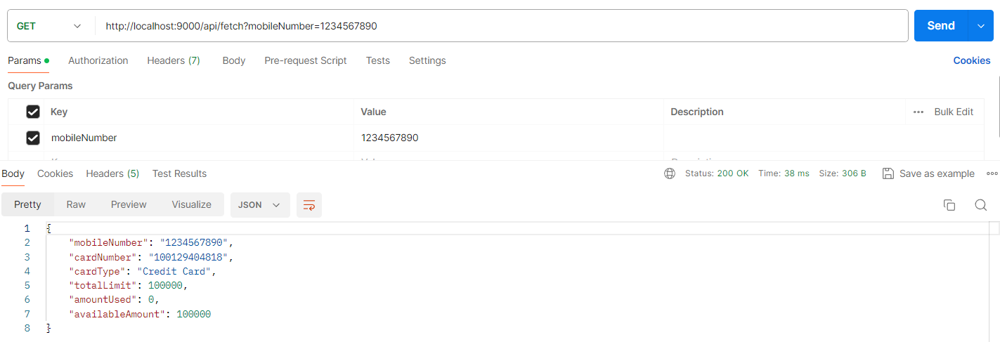 GET http://localhost:9000/api/fetch?mobileNumber=1234567890 Send
Params Authorization Headers (7) Body Pre-request Script Tests Settings Cookies
Query Params
Key Value Description Bulk Edit
mobileNumber 1234567890
Body Cookies Headers (5) Test Results Status: 200 OK Time: 38 ms Size: 306 B Save as example
Pretty Raw Preview Visualize JSON
1 {
2 "mobileNumber": "1234567890",
3 "cardNumber": "100129404818",
4 "cardType": "Credit Card",
5 "totalLimit": 100000,
6 "amountUsed": 0,
7 "availableAmount": 100000
8 }